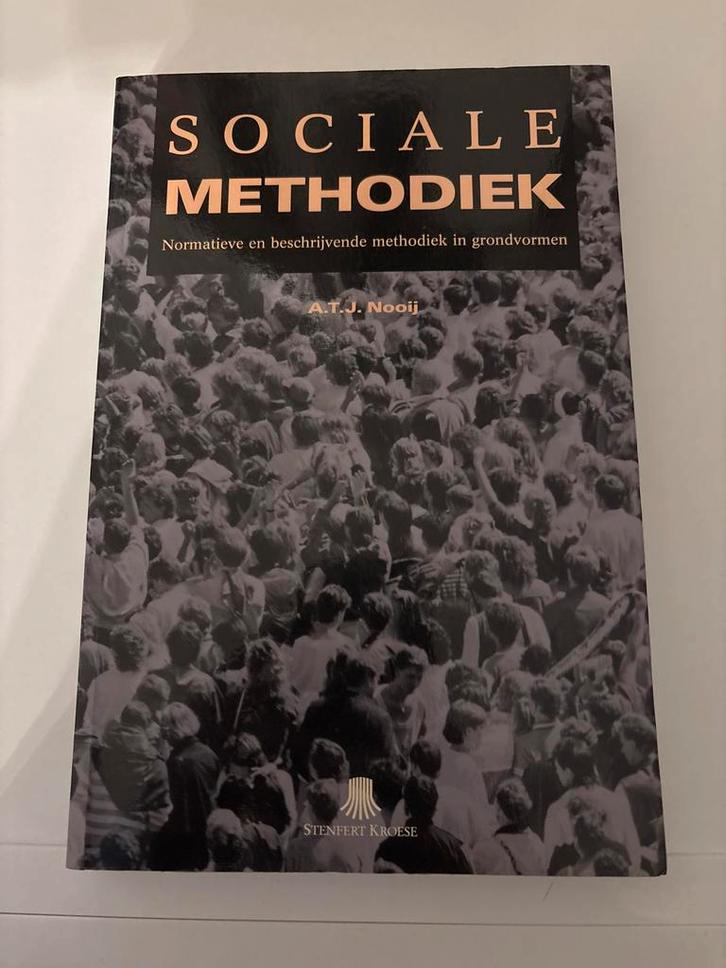 SOCIALE
METHODIEK
Normatieve en beschrijvende methodiek in grondvormen
A.T.J. Nooij
STENFERT KROESE